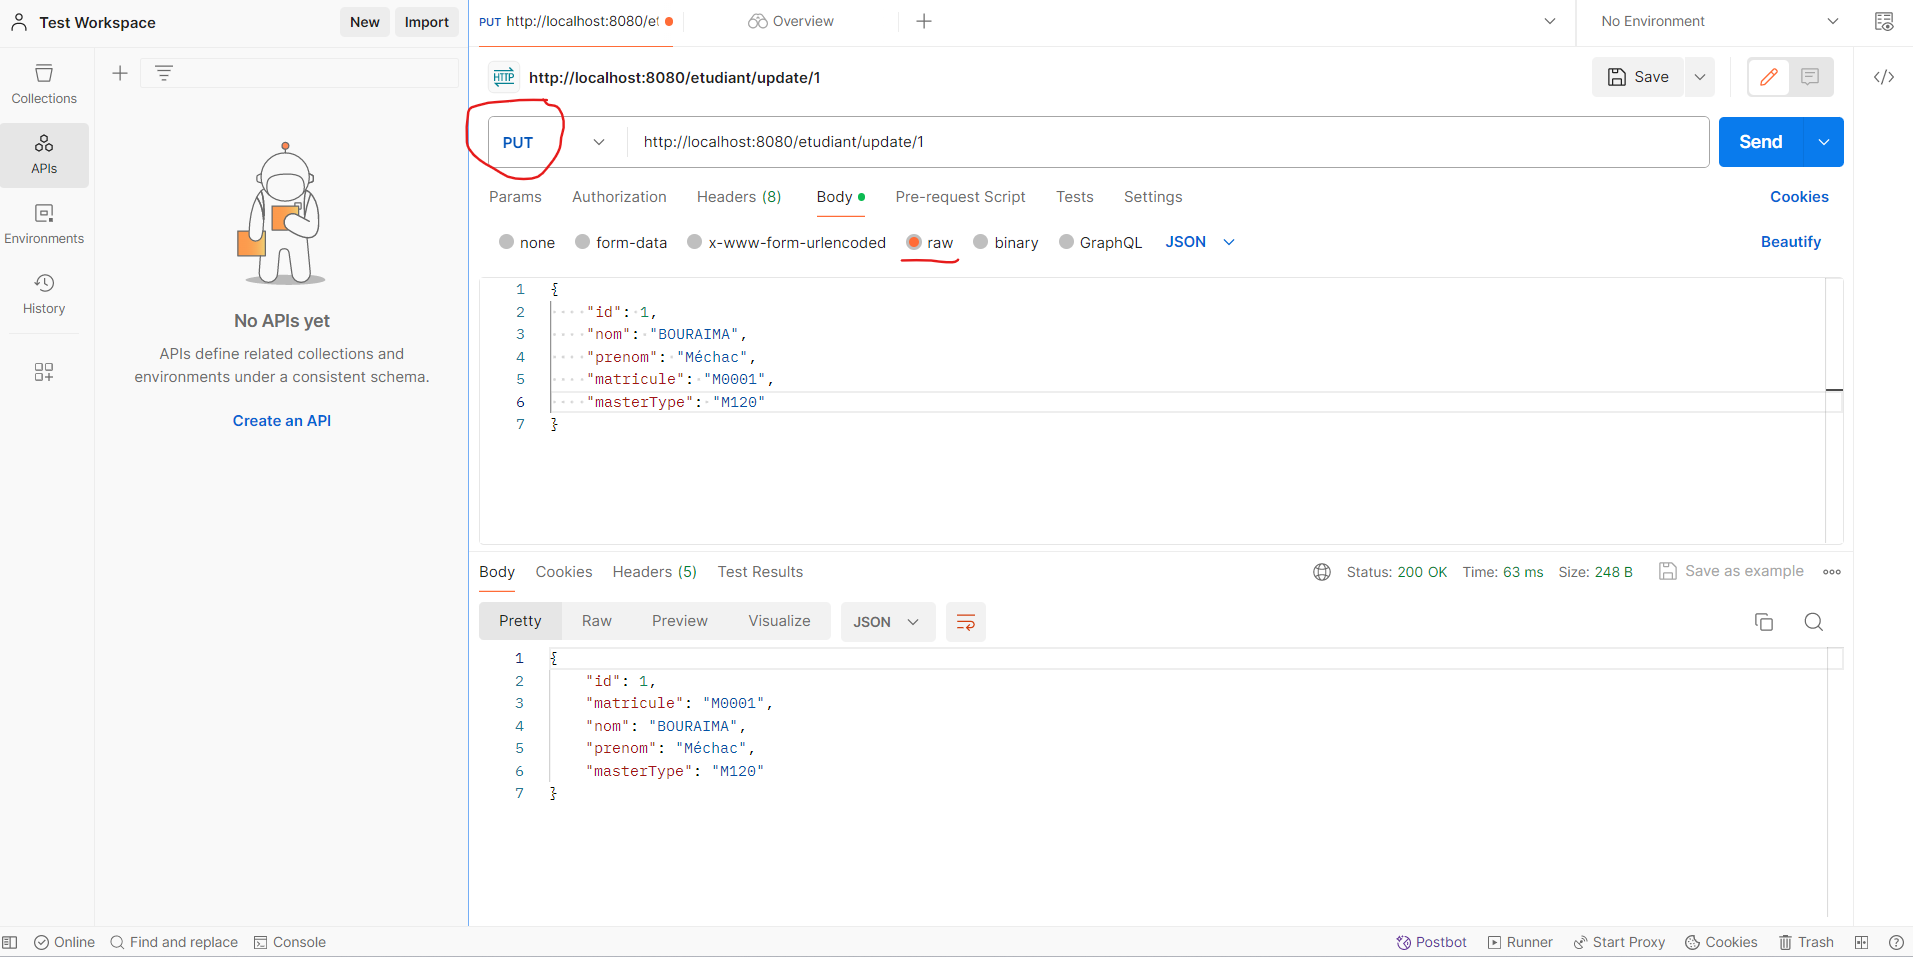 Test Workspace
New
Import
PUT http://localhost:8080/et
Overview
No Environment
Collections
APIs
Environments
History
No APIs yet
APIs define related collections and
environments under a consistent schema.
Create an API
HTTP
http://localhost:8080/etudiant/update/1
Save
PUT
http://localhost:8080/etudiant/update/1
Send
Params
Authorization
Headers (8)
Body
Pre-request Script
Tests
Settings
Cookies
none
form-data
x-www-form-urlencoded
raw
binary
GraphQL
JSON
Beautify
1 {
2 "id": 1,
3 "nom": "BOURAIMA",
4 "prenom": "Méchac",
5 "matricule": "M0001",
6 "masterType": "M120"
7 }
Body
Cookies
Headers (5)
Test Results
Status: 200 OK
Time: 63 ms
Size: 248 B
Save as example
Pretty
Raw
Preview
Visualize
JSON
1 {
2 "id": 1,
3 "matricule": "M0001",
4 "nom": "BOURAIMA",
5 "prenom": "Méchac",
6 "masterType": "M120"
7 }
Online
Find and replace
Console
Postbot
Runner
Start Proxy
Cookies
Trash